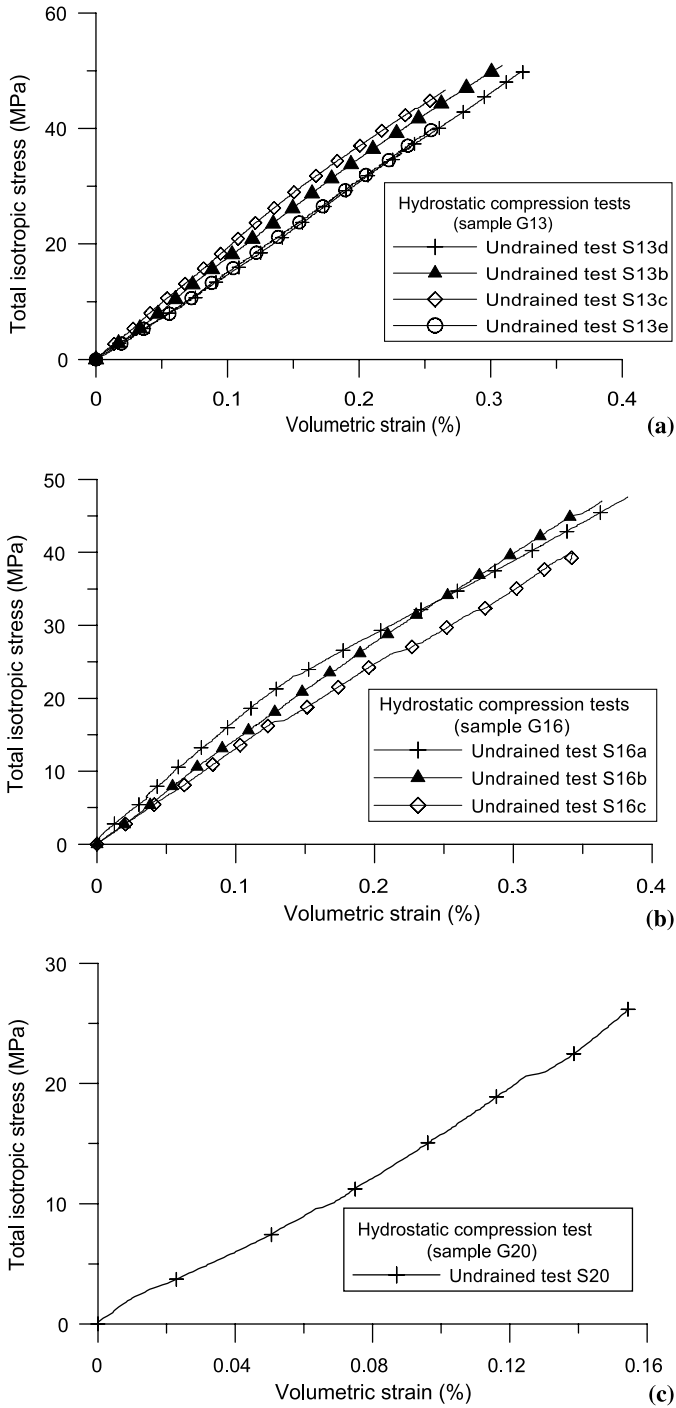 60
40
20
0
Total isotropic stress (MPa)
Hydrostatic compression tests
(sample G13)
Undrained test S13d
Undrained test S13b
Undrained test S13c
Undrained test S13e
0 0.1 0.2 0.3 0.4
Volumetric strain (%)
(a)
50
40
30
20
10
0
Total isotropic stress (MPa)
Hydrostatic compression tests
(sample G16)
Undrained test S16a
Undrained test S16b
Undrained test S16c
0 0.1 0.2 0.3 0.4
Volumetric strain (%)
(b)
30
20
10
0
Total isotropic stress (MPa)
Hydrostatic compression test
(sample G20)
Undrained test S20
0 0.04 0.08 0.12 0.16
Volumetric strain (%)
(c)